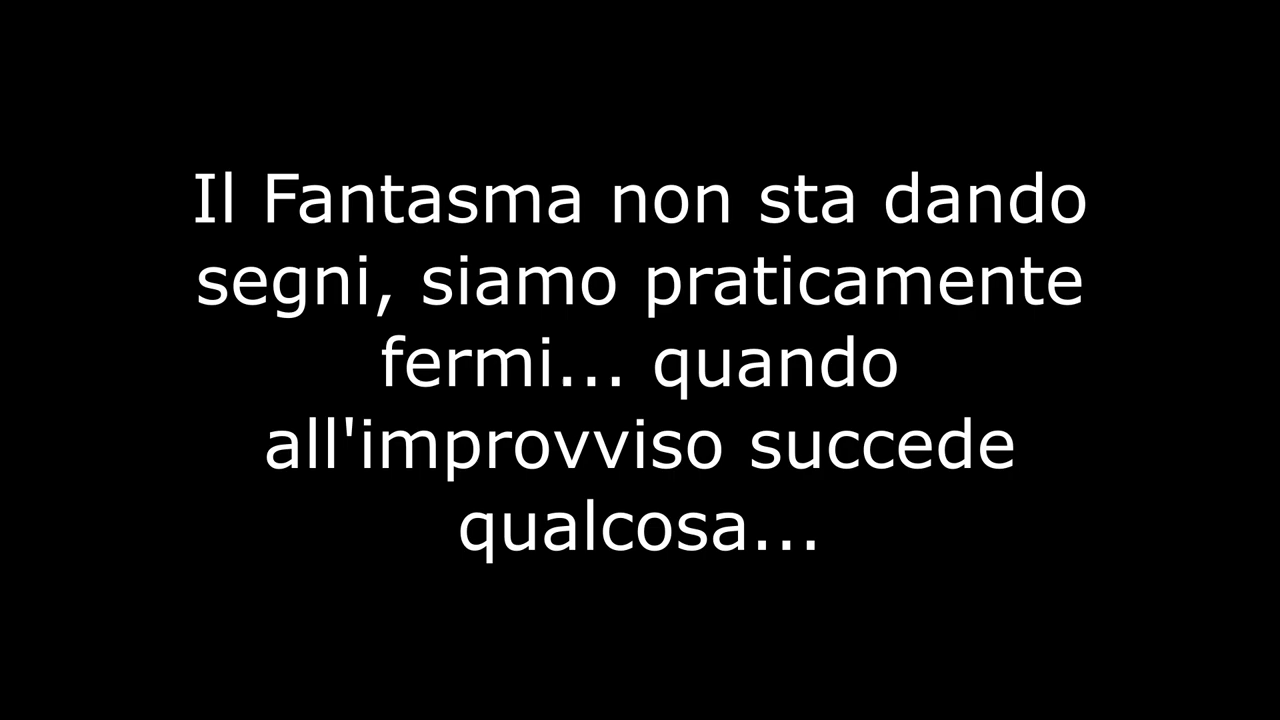 Il Fantasma non sta dando
segni, siamo praticamente
fermi... quando
all'improvviso succede
qualcosa...